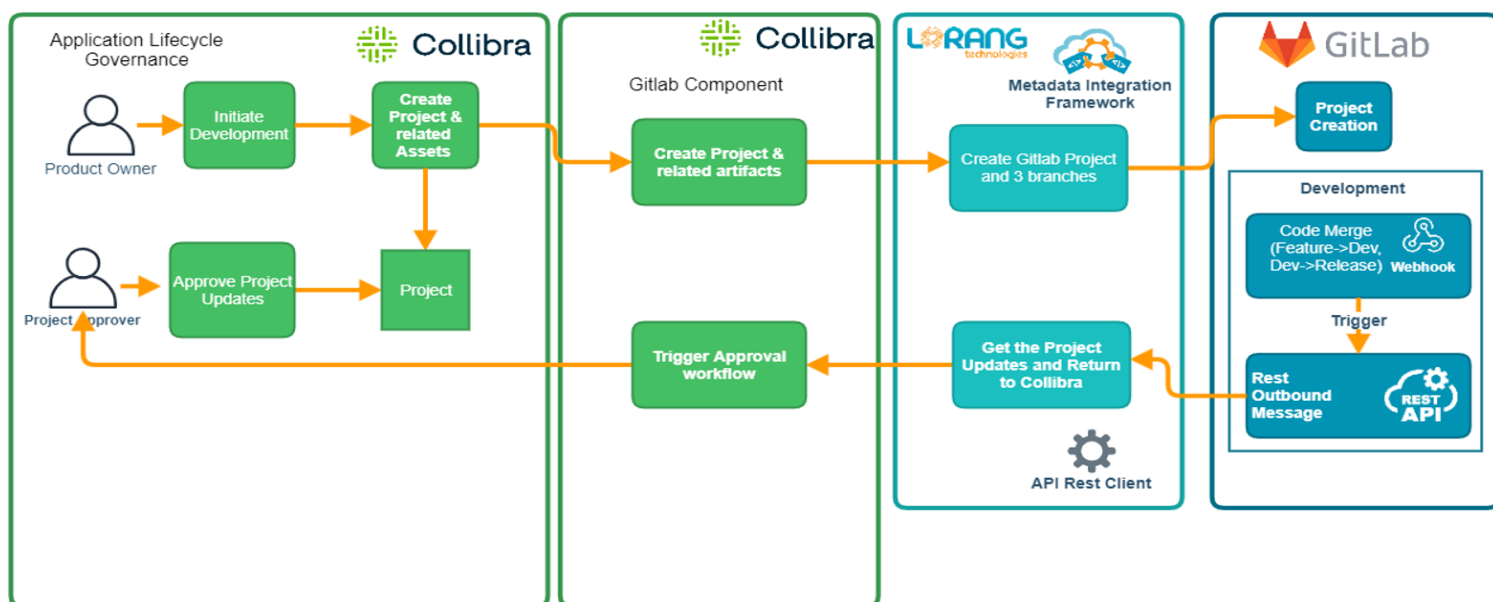 Application Lifecycle
Governance
Collibra
Product Owner
Initiate
Development
Create
Project &
related
Assets
Project Approver
Approve Project
Updates
Project
Collibra
Gitlab Component
Create Project &
related artifacts
Trigger Approval
workflow
LORANG
technologies
Metadata Integration
Framework
Create Gitlab Project
and 3 branches
Get the Project
Updates and Return
to Collibra
API Rest Client
GitLab
Project
Creation
Development
Code Merge
(Feature->Dev,
Dev->Release)
Webhook
Trigger
Rest
Outbound
Message
REST
API